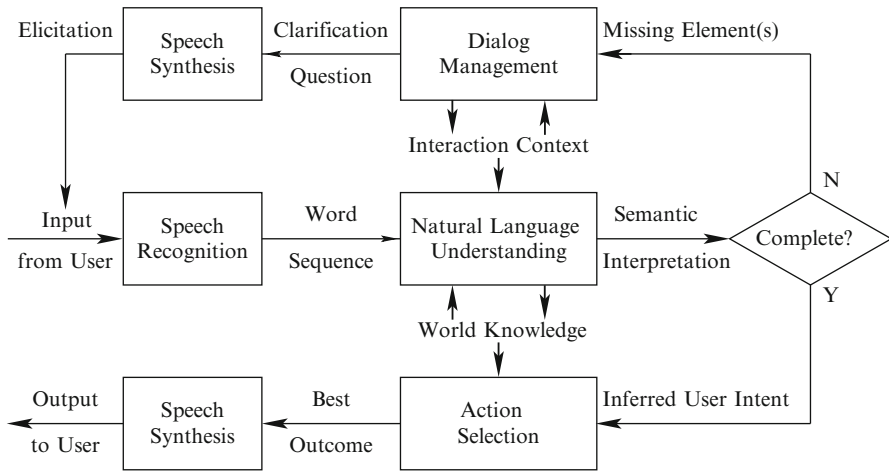 Elicitation
Speech
Synthesis
Clarification
Question
Dialog
Management
Missing Element(s)
Interaction Context
N
Input
from User
Speech
Recognition
Word
Sequence
Natural Language
Understanding
Semantic
Interpretation
Complete?
Y
World Knowledge
Output
to User
Speech
Synthesis
Best
Outcome
Action
Selection
Inferred User Intent